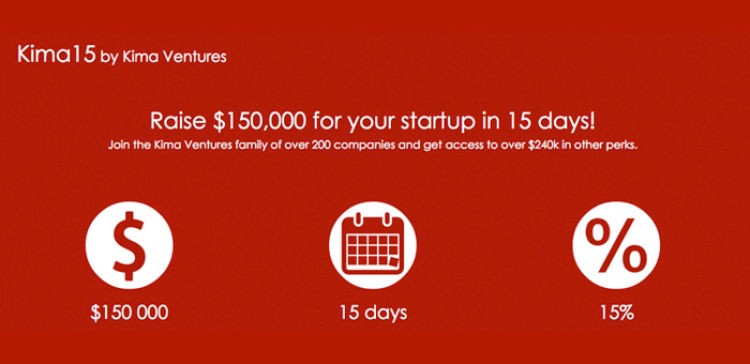 Kima15 by Kima Ventures
Raise $150,000 for your startup in 15 days!
Join the Kima Ventures family of over 200 companies and get access to over $240k in other perks.
$ %
$150 000 15 days 15%